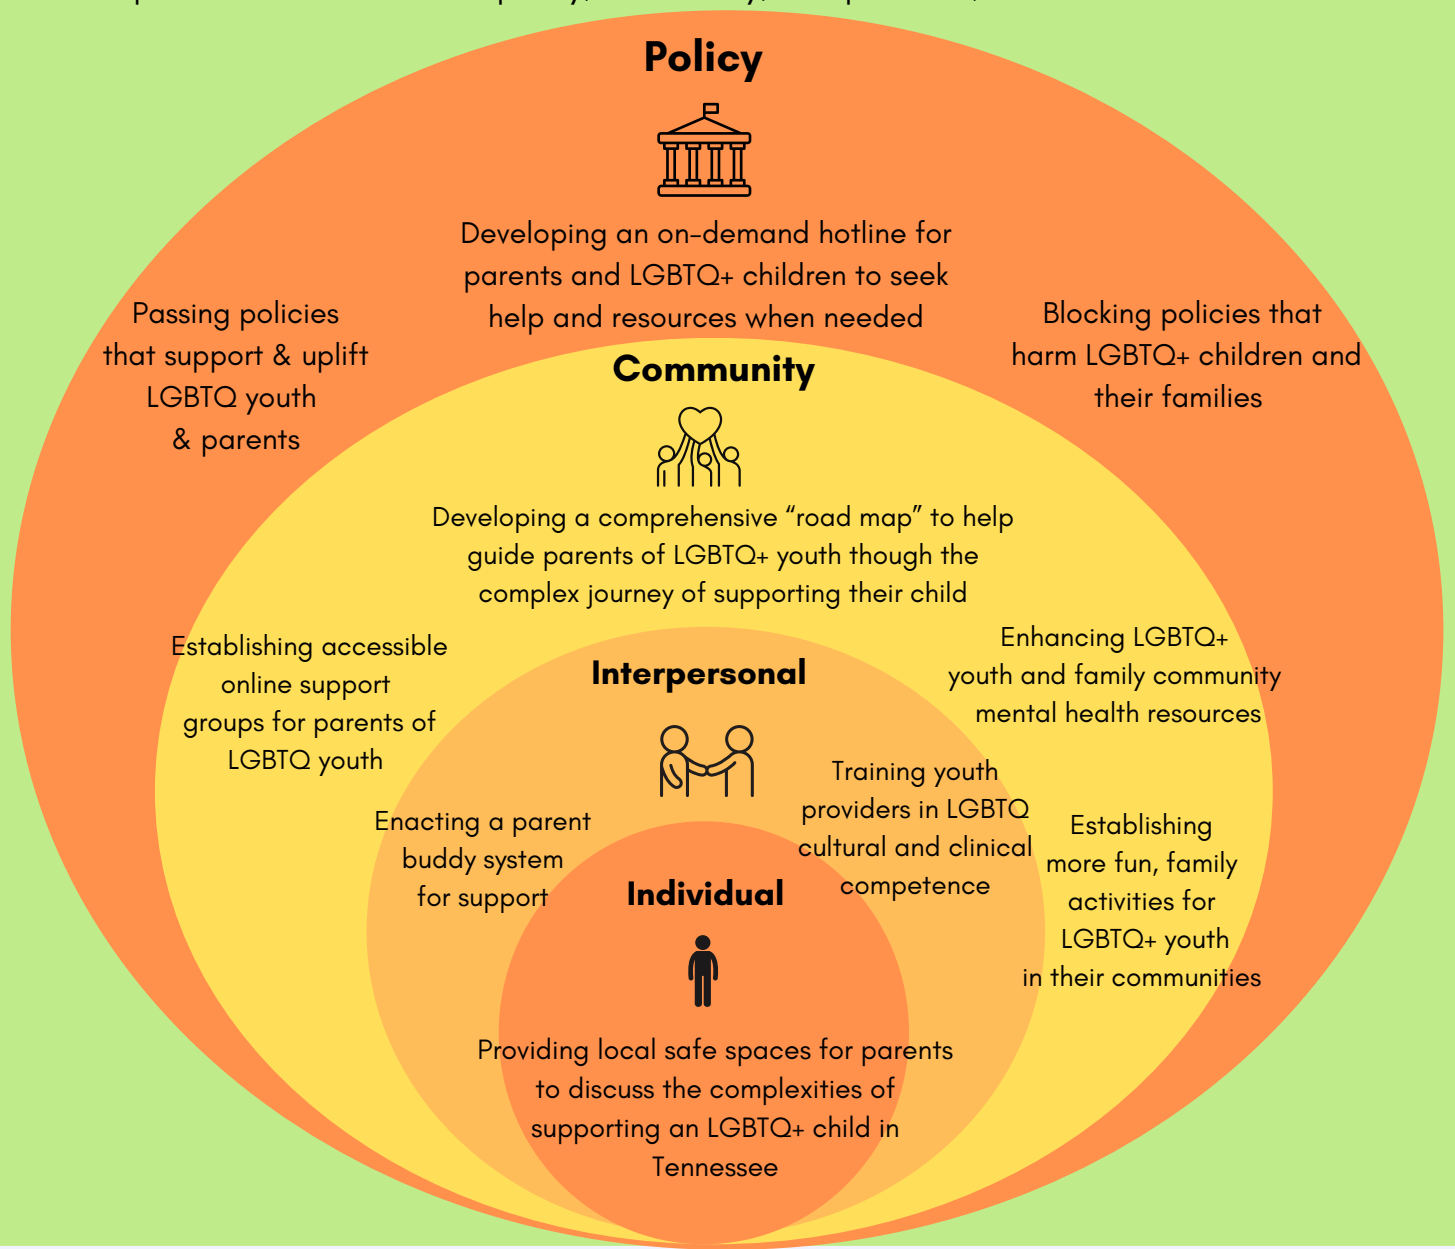 Policy
Developing an on-demand hotline for
parents and LGBTQ+ children to seek
help and resources when needed
Passing policies
that support & uplift
LGBTQ youth
& parents
Blocking policies that
harm LGBTQ+ children and
their families
Community
Developing a comprehensive “road map” to help
guide parents of LGBTQ+ youth though the
complex journey of supporting their child
Establishing accessible
online support
groups for parents of
LGBTQ youth
Enhancing LGBTQ+
youth and family community
mental health resources
Establishing
more fun, family
activities for
LGBTQ+ youth
in their communities
Interpersonal
Enacting a parent
buddy system
for support
Training youth
providers in LGBTQ
cultural and clinical
competence
Individual
Providing local safe spaces for parents
to discuss the complexities of
supporting an LGBTQ+ child in
Tennessee